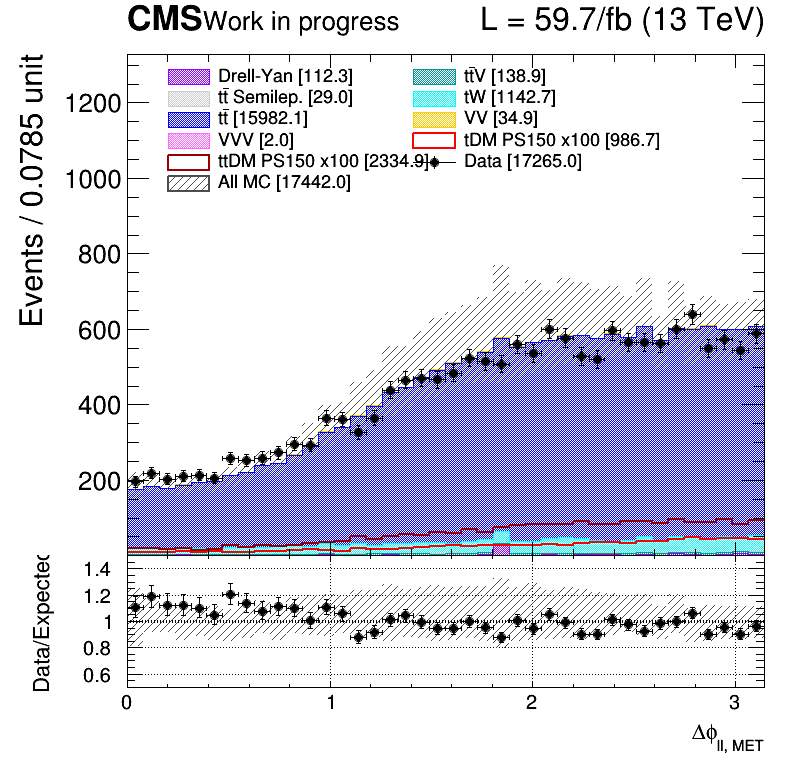 CMS Work in progress L = 59.7/fb (13 TeV)
Events / 0.0785 unit
1200
1000
800
600
400
200
Drell-Yan [112.3] tt̄V [138.9]
tt̄ Semilep. [29.0] tW [1142.7]
tt̄ [15982.1] VV [34.9]
VVV [2.0] tDM PS150 x100 [986.7]
ttDM PS150 x100 [2334.9] Data [17265.0]
All MC [17442.0]
Data/Expected
1.4
1.2
1
0.8
0.6
0 1 2 3
Δϕll, MET